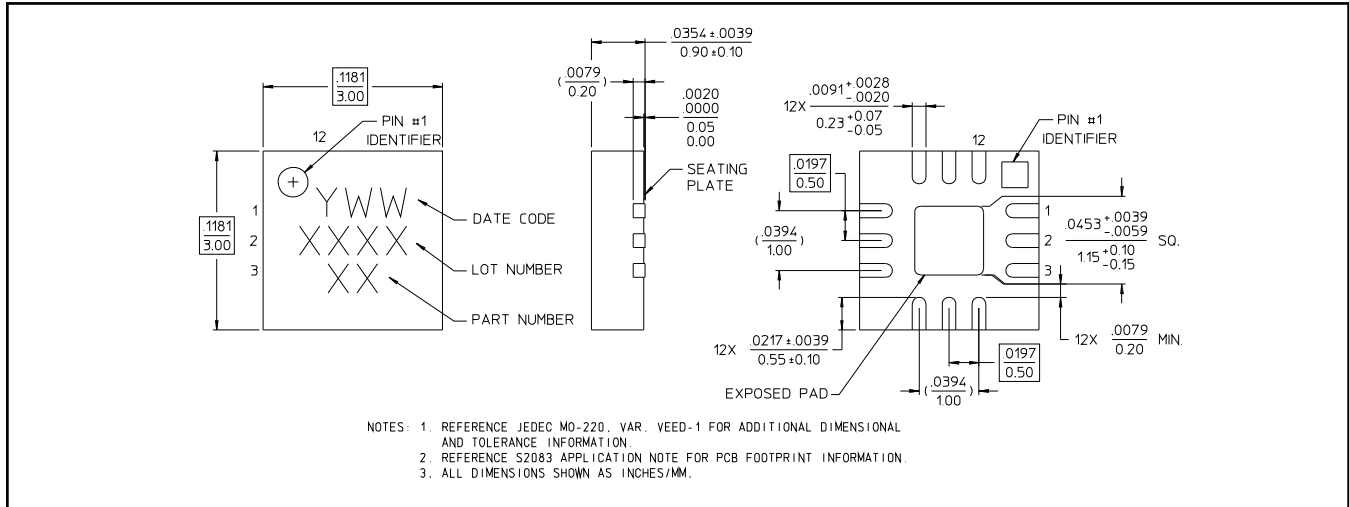 .1181
3.00
PIN #1
IDENTIFIER
12
.1181
3.00
1
2
3
YWW
XXXX
XX
DATE CODE
LOT NUMBER
PART NUMBER
.0354 ±.0039
0.90 ±0.10
(.0079)
0.20
.0020
.0000
0.05
0.00
SEATING
PLATE
12X .0091 +.0028
-.0020
0.23 +0.07
-0.05
12
PIN #1
IDENTIFIER
.0197
0.50
(.0394)
1.00
1
2
3
.0453 +.0039
-.0059 SQ.
1.15 +0.10
-0.15
12X .0217 ±.0039
0.55 ±0.10
12X .0079 MIN.
0.20
.0197
0.50
(.0394)
1.00
EXPOSED PAD
NOTES: 1. REFERENCE JEDEC MO-220, VAR. VEED-1 FOR ADDITIONAL DIMENSIONAL
AND TOLERANCE INFORMATION.
2. REFERENCE S2083 APPLICATION NOTE FOR PCB FOOTPRINT INFORMATION.
3. ALL DIMENSIONS SHOWN AS INCHES/MM.